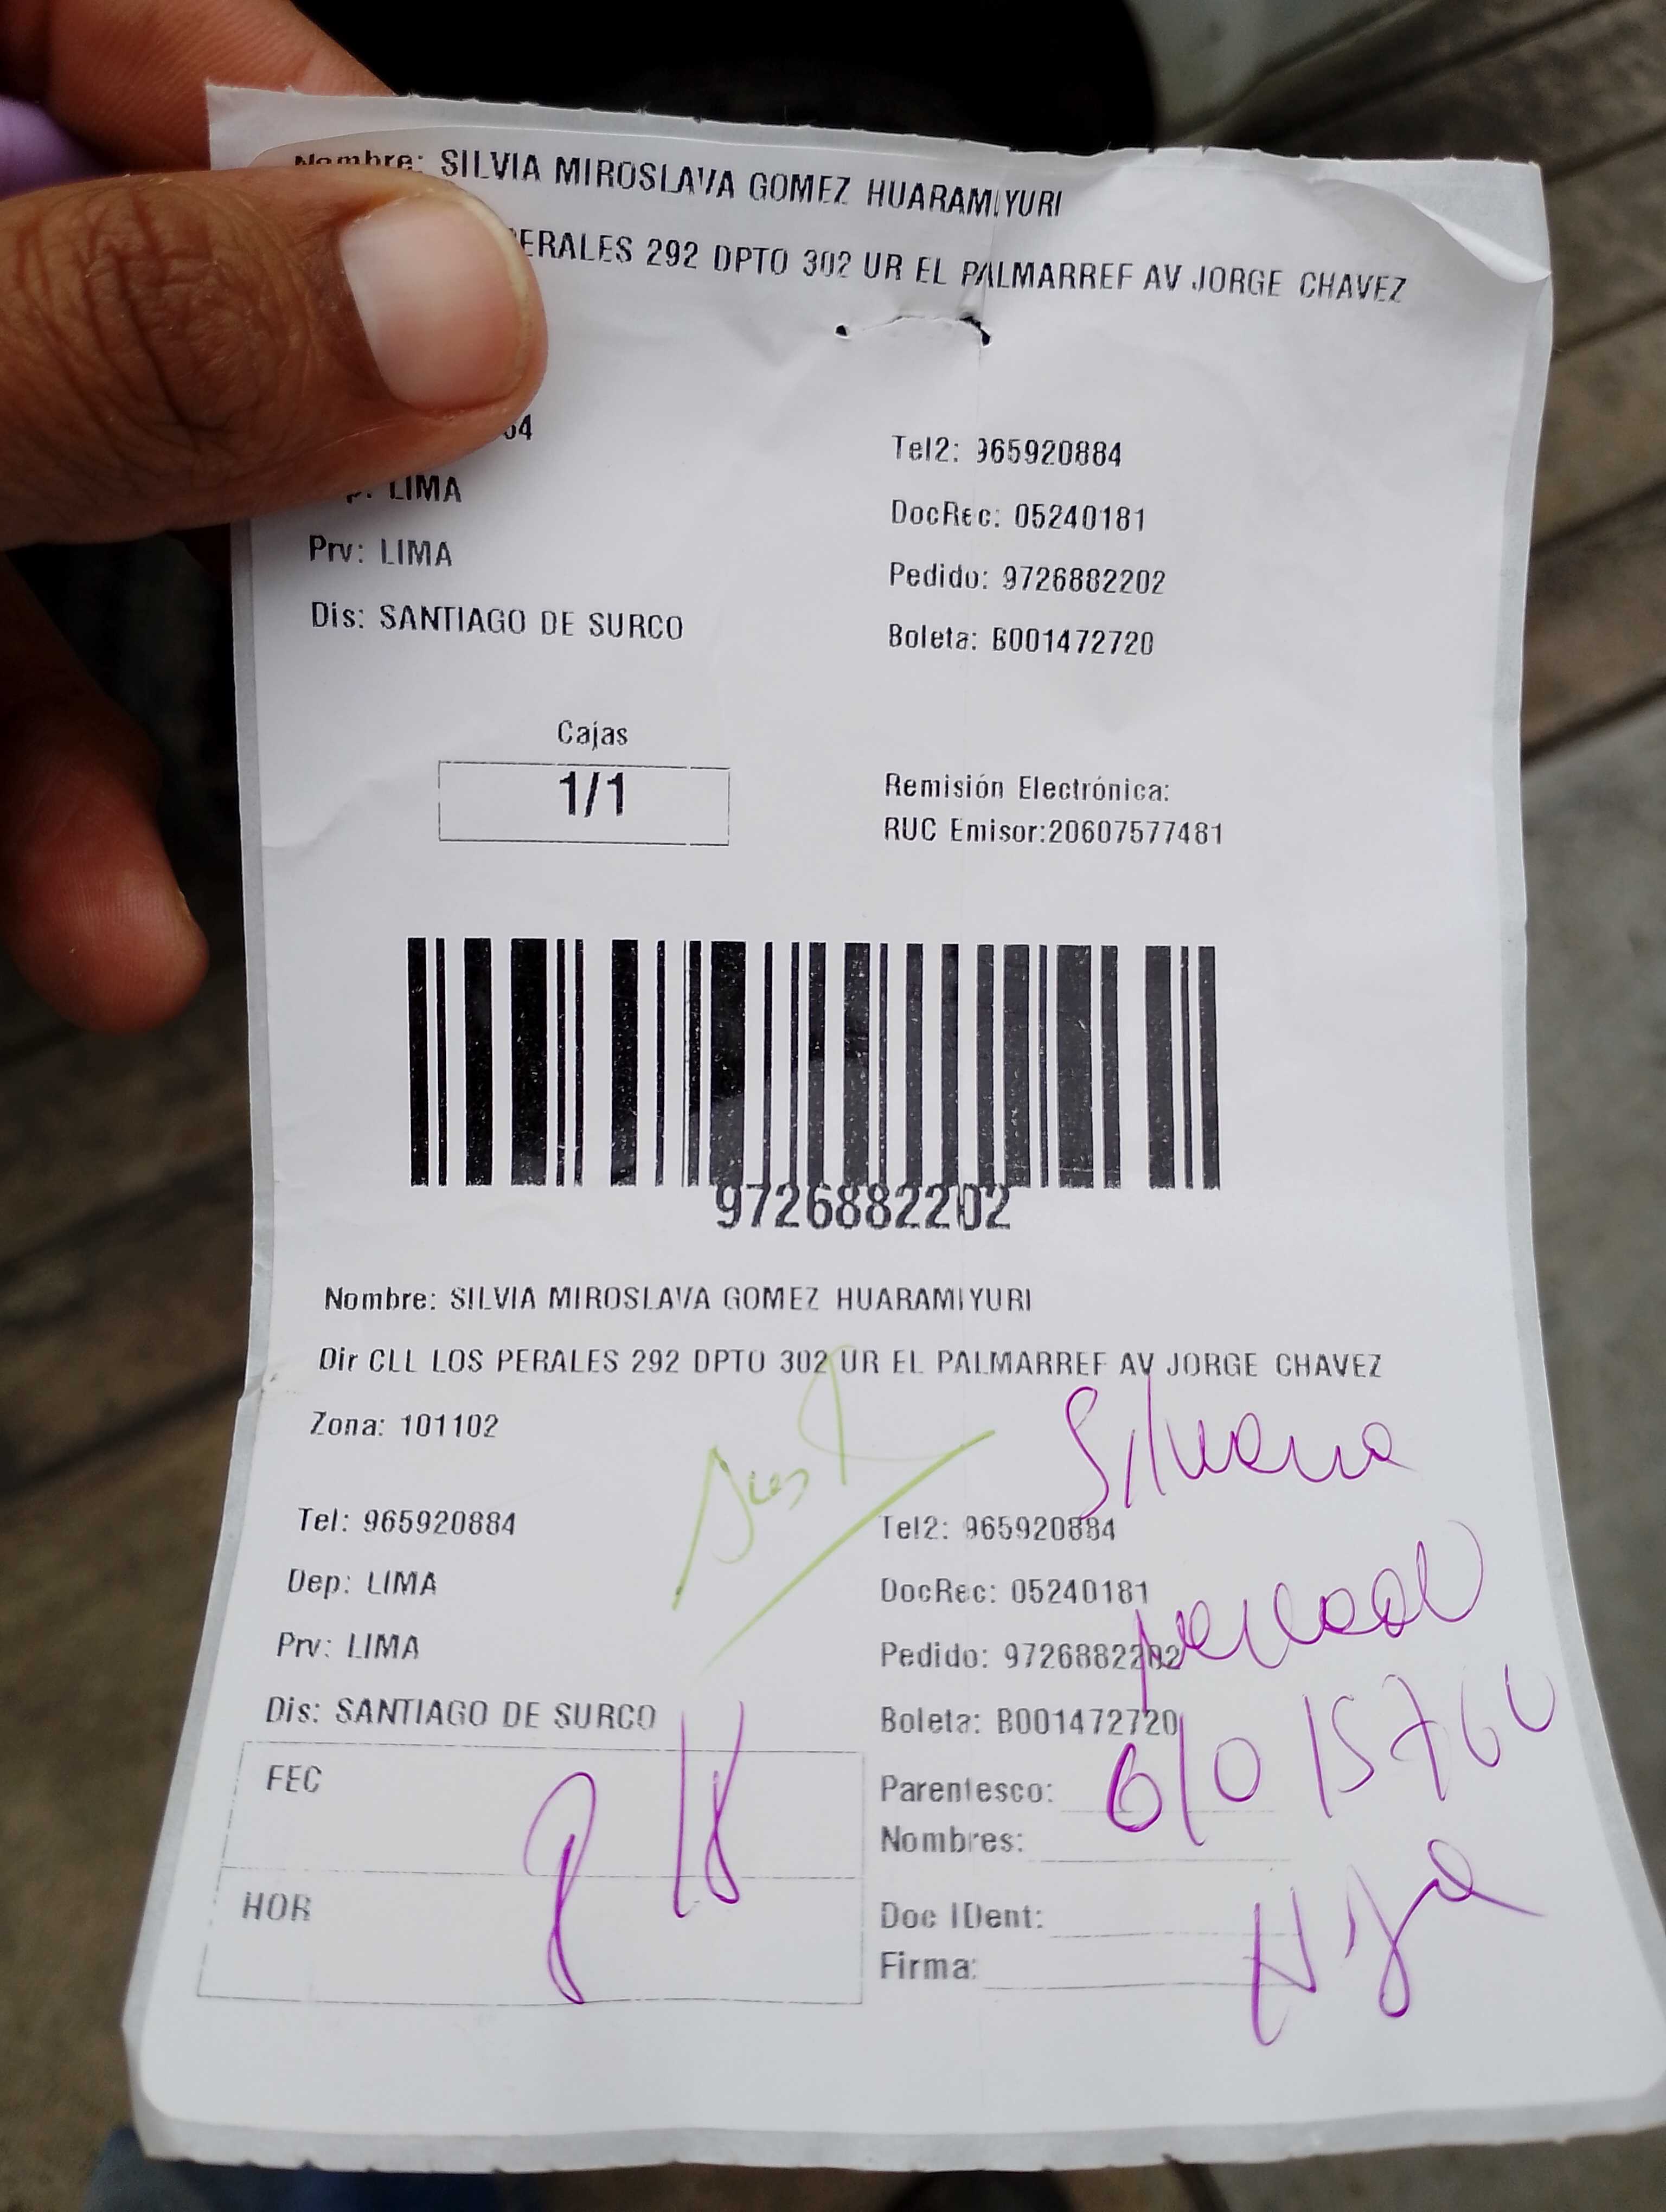 Nombre: SILVIA MIROSLAVA GOMEZ HUARAMIYURI
PERALES 292 DPTO 302 UR EL PALMARREF AV JORGE CHAVEZ
Tel2: 965920884
LIMA
DocRec: 05240181
Prv: LIMA
Pedido: 9726882202
Dis: SANTIAGO DE SURCO
Boleta: B001472720
Cajas
1/1
Remisión Electrónica:
RUC Emisor:20607577481
9726882202
Nombre: SILVIA MIROSLAVA GOMEZ HUARAMIYURI
Dir CLL LOS PERALES 292 DPTO 302 UR EL PALMARREF AV JORGE CHAVEZ
Zona: 101102
Silvana
Tel: 965920884
Tel2: 965920884
Dep: LIMA
DocRec: 05240181
Prv: LIMA
Pedido: 9726882202
Dis: SANTIAGO DE SURCO
Boleta: B001472720
FEC
Parentesco:
Nombres:
HOR
Doc IDent:
Firma:
Hija